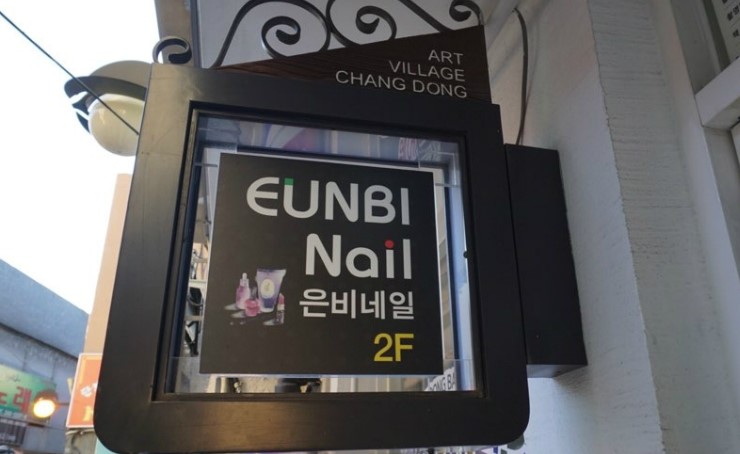 ART
VILLAGE
CHANG DONG
EUNBI
Nail
은비네일
2F